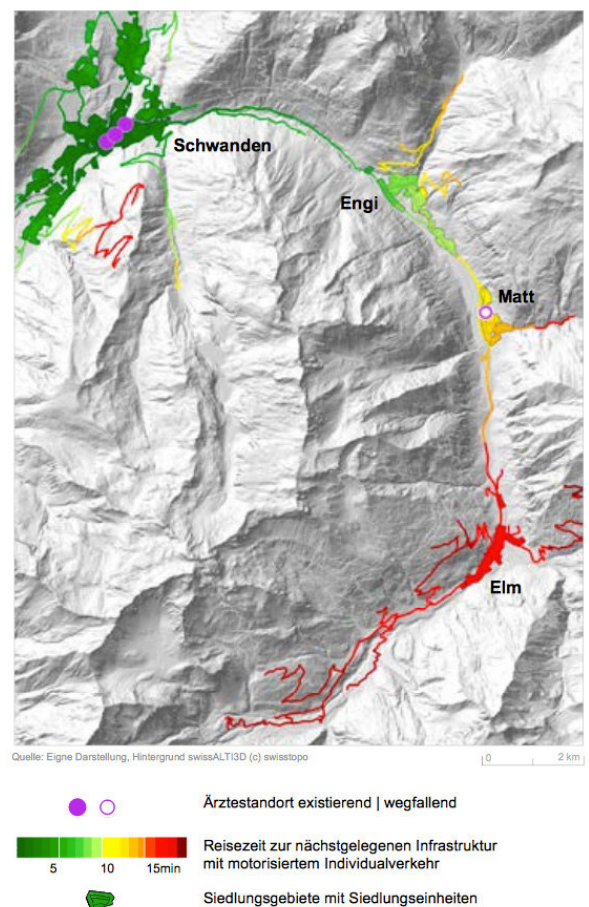 Schwanden
Engi
Matt
Elm
Quelle: Eigne Darstellung, Hintergrund swissALTI3D (c) swisstopo
0 2 km
Ärztestandort existierend | wegfallend
Reisezeit zur nächstgelegenen Infrastruktur
mit motorisiertem Individualverkehr
5 10 15min
Siedlungsgebiete mit Siedlungseinheiten